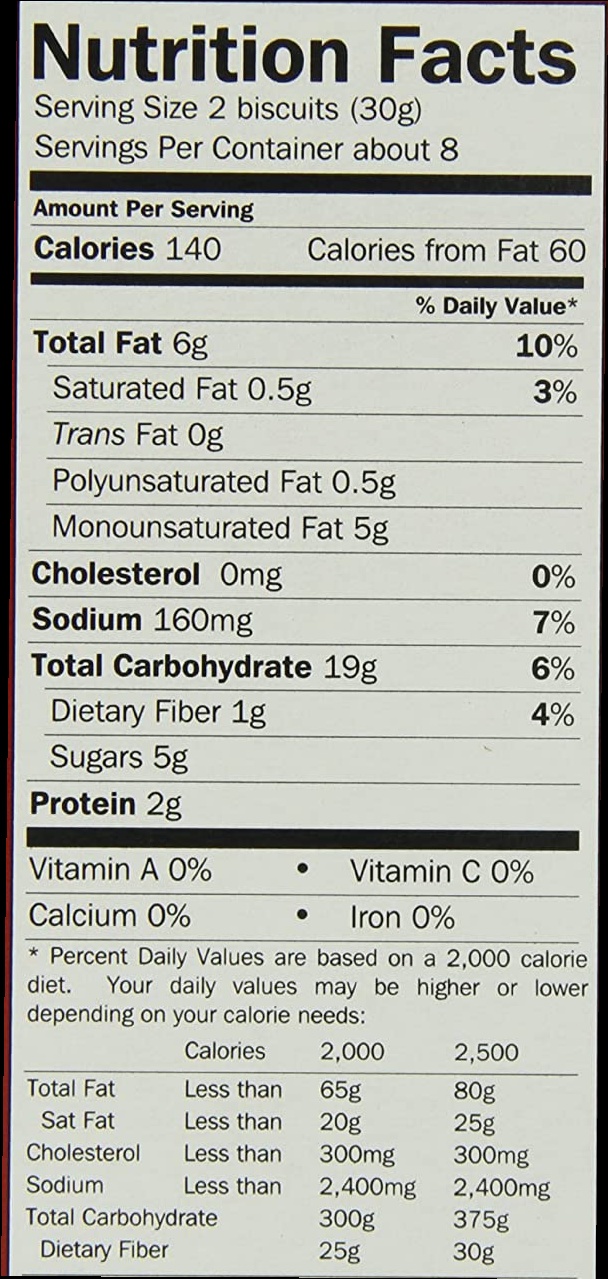 Nutrition Facts
Serving Size 2 biscuits (30g)
Servings Per Container about 8
Amount Per Serving
Calories 140 Calories from Fat 60
% Daily Value*
Total Fat 6g 10%
Saturated Fat 0.5g 3%
Trans Fat 0g
Polyunsaturated Fat 0.5g
Monounsaturated Fat 5g
Cholesterol 0mg 0%
Sodium 160mg 7%
Total Carbohydrate 19g 6%
Dietary Fiber 1g 4%
Sugars 5g
Protein 2g
Vitamin A 0% • Vitamin C 0%
Calcium 0% • Iron 0%
* Percent Daily Values are based on a 2,000 calorie
diet. Your daily values may be higher or lower
depending on your calorie needs:
Calories 2,000 2,500
Total Fat Less than 65g 80g
Sat Fat Less than 20g 25g
Cholesterol Less than 300mg 300mg
Sodium Less than 2,400mg 2,400mg
Total Carbohydrate 300g 375g
Dietary Fiber 25g 30g